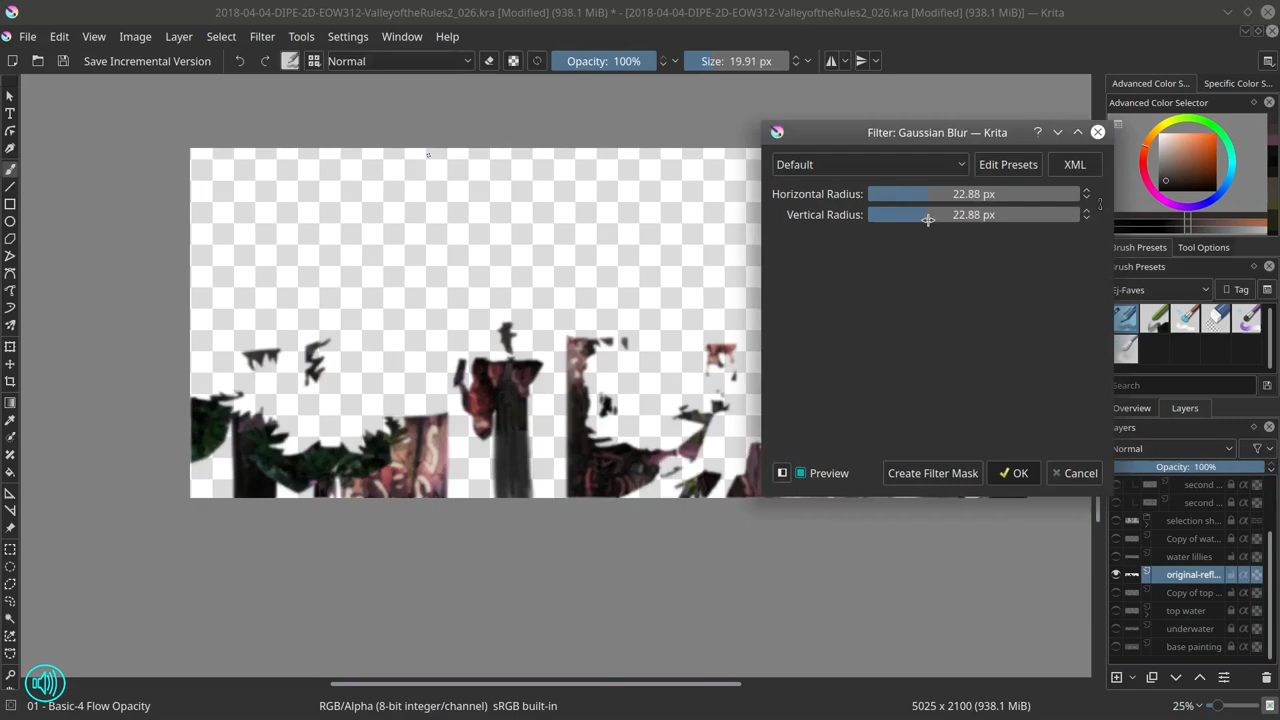 2018-04-04-DIPE-2D-EOW312-ValleyoftheRules2_026.kra [Modified] (938.1 MiB) * - [2018-04-04-DIPE-2D-EOW312-ValleyoftheRules2_026.kra [Modified] (938.1 MiB)] — Krita
File Edit View Image Layer Select Filter Tools Settings Window Help
Save Incremental Version Normal Opacity: 100% Size: 19.91 px
Advanced Color S... Specific Color S...
Advanced Color Selector
Filter: Gaussian Blur — Krita
Default Edit Presets XML
Horizontal Radius: 22.88 px
Vertical Radius: 22.88 px
Preview Create Filter Mask OK Cancel
Brush Presets Tool Options
Brush Presets
Ej-Faves Tag
Search
Overview Layers
Layers
Normal
Opacity: 100%
second ...
second ...
selection sh...
Copy of wat...
water lillies
original-refl...
Copy of top ...
top water
underwater
base painting
01 - Basic-4 Flow Opacity RGB/Alpha (8-bit integer/channel) sRGB built-in 5025 x 2100 (938.1 MiB) 25%